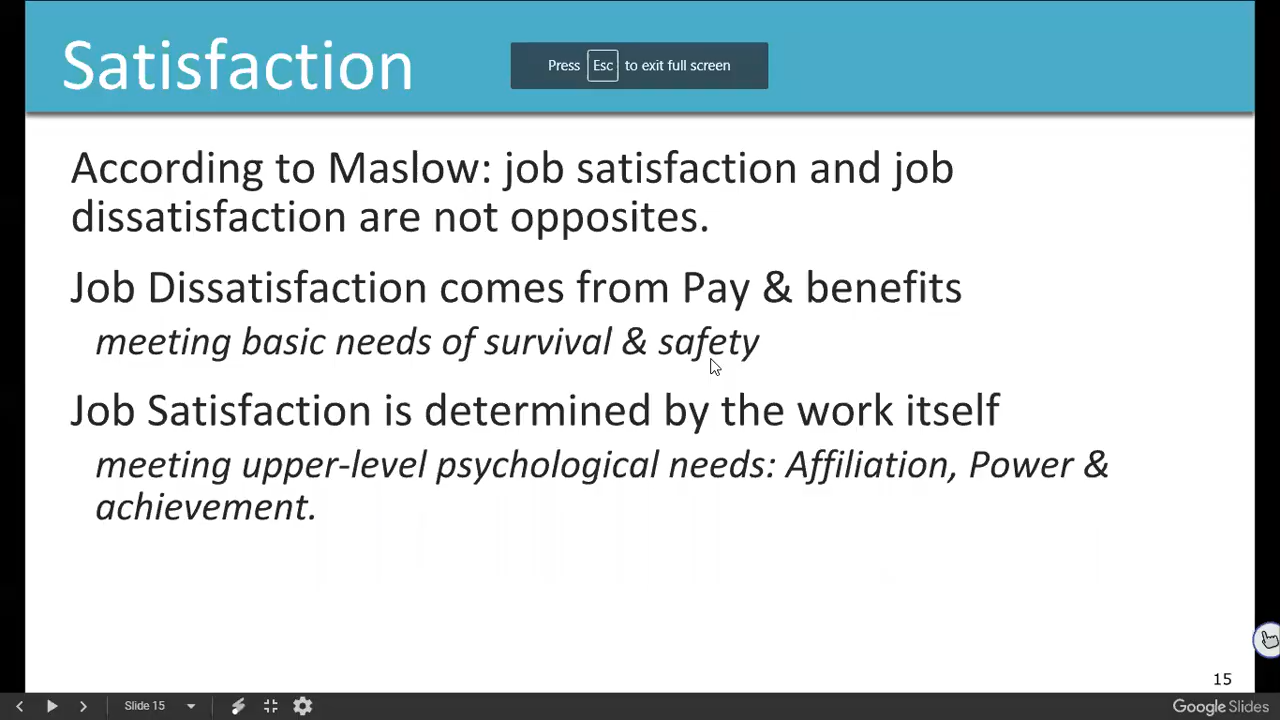 Satisfaction
Press Esc to exit full screen
According to Maslow: job satisfaction and job
dissatisfaction are not opposites.
Job Dissatisfaction comes from Pay & benefits
meeting basic needs of survival & safety
Job Satisfaction is determined by the work itself
meeting upper-level psychological needs: Affiliation, Power &
achievement.
15
Slide 15
Google Slides